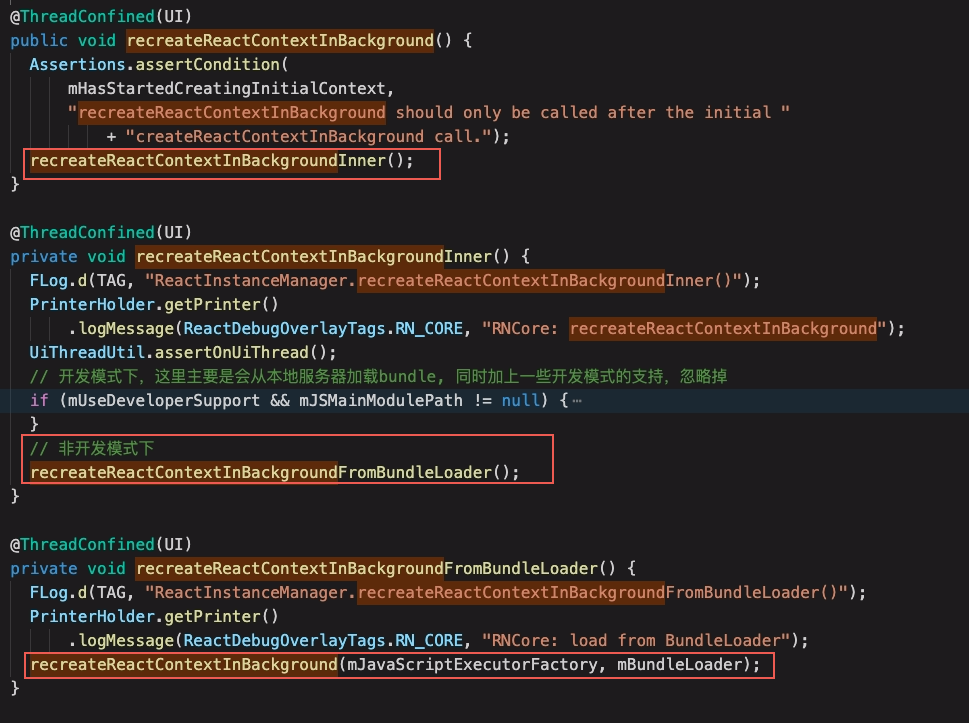 @ThreadConfined(UI)
public void recreateReactContextInBackground() {
Assertions.assertCondition(
mHasStartedCreatingInitialContext,
"recreateReactContextInBackground should only be called after the initial "
+ "createReactContextInBackground call.");
recreateReactContextInBackgroundInner();
}
@ThreadConfined(UI)
private void recreateReactContextInBackgroundInner() {
FLog.d(TAG, "ReactInstanceManager.recreateReactContextInBackgroundInner()");
PrinterHolder.getPrinter()
.logMessage(ReactDebugOverlayTags.RN_CORE, "RNCore: recreateReactContextInBackground");
UiThreadUtil.assertOnUiThread();
// 开发模式下，这里主要是会从本地服务器加载bundle, 同时加上一些开发模式的支持，忽略掉
if (mUseDeveloperSupport && mJSMainModulePath != null) {⋯
}
// 非开发模式下
recreateReactContextInBackgroundFromBundleLoader();
}
@ThreadConfined(UI)
private void recreateReactContextInBackgroundFromBundleLoader() {
FLog.d(TAG, "ReactInstanceManager.recreateReactContextInBackgroundFromBundleLoader()");
PrinterHolder.getPrinter()
.logMessage(ReactDebugOverlayTags.RN_CORE, "RNCore: load from BundleLoader");
recreateReactContextInBackground(mJavaScriptExecutorFactory, mBundleLoader);
}